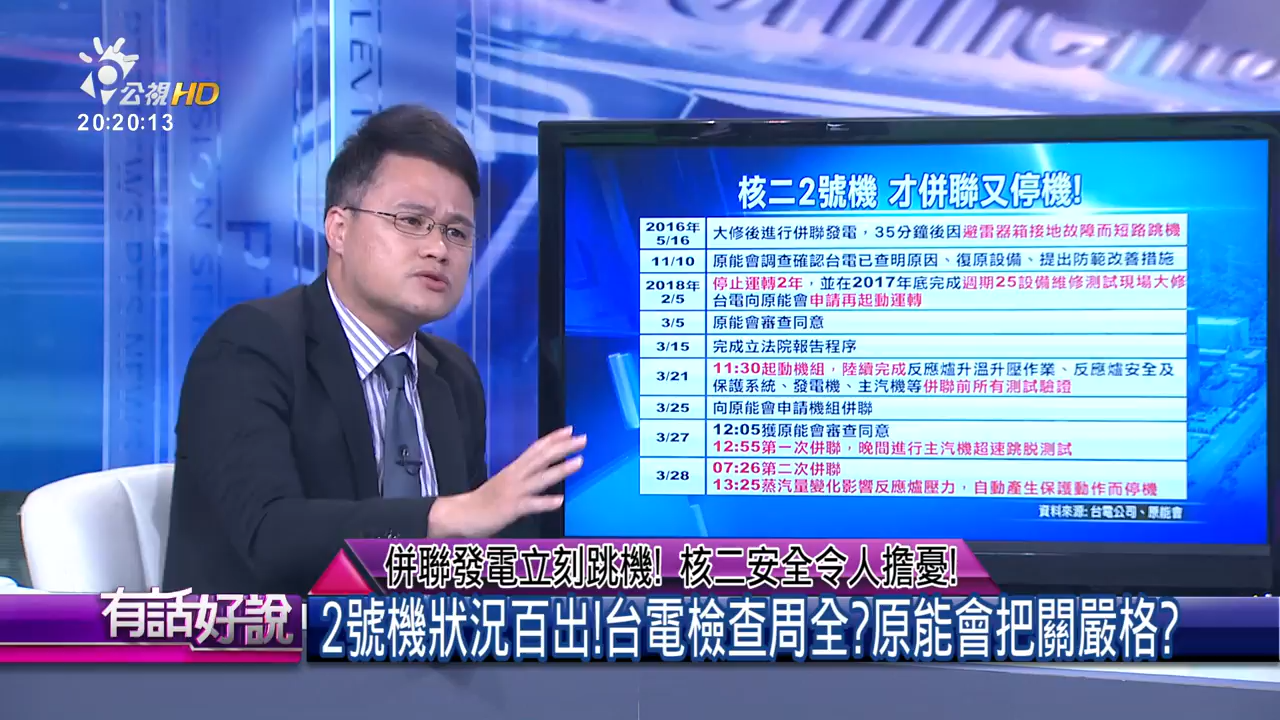 公視HD
20:20:13
核二2號機 才併聯又停機!
2016年
5/16
大修後進行併聯發電，35分鐘後因避雷器箱接地故障而短路跳機
11/10
原能會調查確認台電已查明原因、復原設備、提出防範改善措施
2018年
2/5
停止運轉2年，並在2017年底完成週期25設備維修測試現場大修
台電向原能會申請再起動運轉
3/5
原能會審查同意
3/15
完成立法院報告程序
3/21
11:30起動機組，陸續完成反應爐升溫升壓作業、反應爐安全及
保護系統、發電機、主汽機等併聯前所有測試驗證
3/25
向原能會申請機組併聯
3/27
12:05獲原能會審查同意
12:55第一次併聯，晚間進行主汽機超速跳脫測試
3/28
07:26第二次併聯
13:25蒸汽量變化影響反應爐壓力，自動產生保護動作而停機
資料來源: 台電公司、原能會
併聯發電立刻跳機! 核二安全令人擔憂!
有話好說
2號機狀況百出!台電檢查周全?原能會把關嚴格?